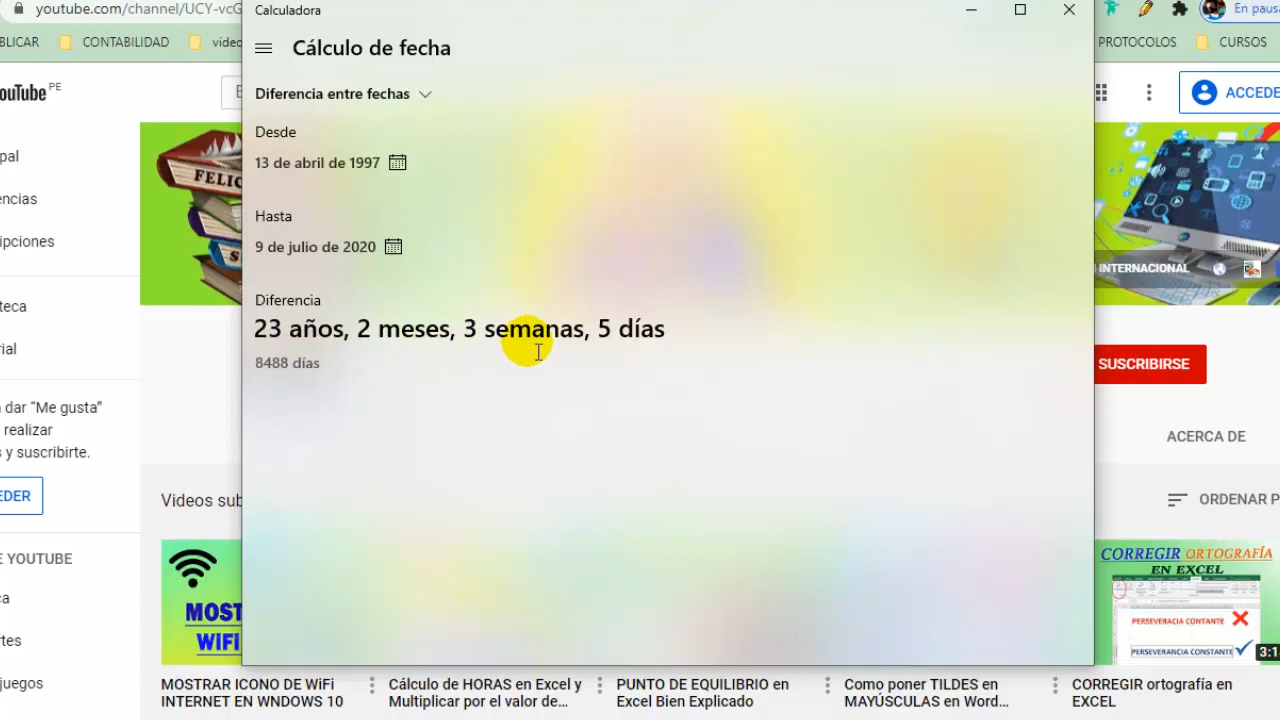 youtube.com/channel/UCY-vcG
Calculadora
En pausa
BLICAR
CONTABILIDAD
video
PROTOCOLOS
CURSOS
Cálculo de fecha
ouTube PE
ACCEDE
Diferencia entre fechas
Desde
13 de abril de 1997
Hasta
9 de julio de 2020
Diferencia
23 años, 2 meses, 3 semanas, 5 días
8488 días
pal
encias
ipciones
teca
rial
dar “Me gusta”
realizar
s y suscribirte.
EDER
E YOUTUBE
rtes
juegos
FELIC
INTERNACIONAL
SUSCRIBIRSE
ACERCA DE
Videos sub
ORDENAR P
MOST
WiFi
CORREGIR ORTOGRAFÍA
EN EXCEL
PERSEVERACIA CONTANTE
PERSEVERANCIA CONSTANTE
3:1
MOSTRAR ICONO DE WiFi
INTERNET EN WNDOWS 10
Cálculo de HORAS en Excel y
Multiplicar por el valor de...
PUNTO DE EQUILIBRIO en
Excel Bien Explicado
Como poner TILDES en
MAYÚSCULAS en Word...
CORREGIR ortografía en
EXCEL